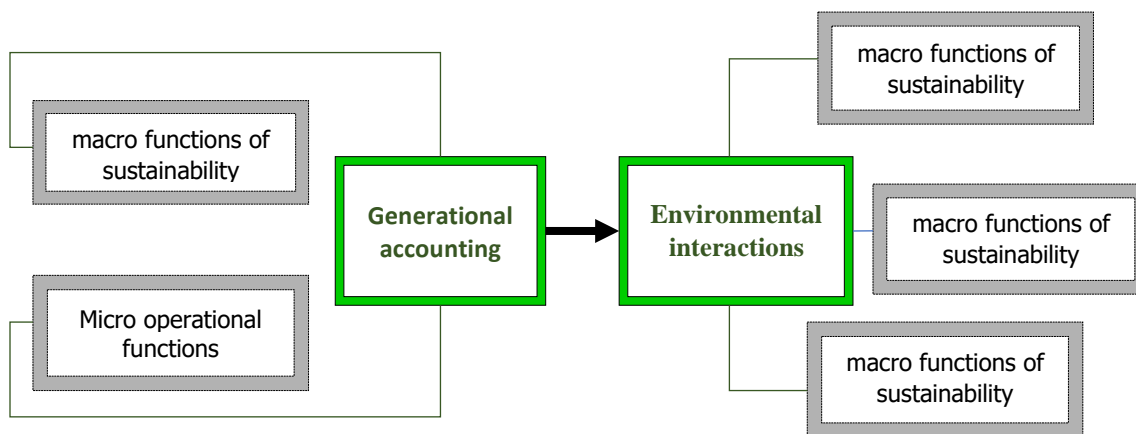 macro functions of
sustainability
Micro operational
functions
Generational
accounting
Environmental
interactions
macro functions of
sustainability
macro functions of
sustainability
macro functions of
sustainability